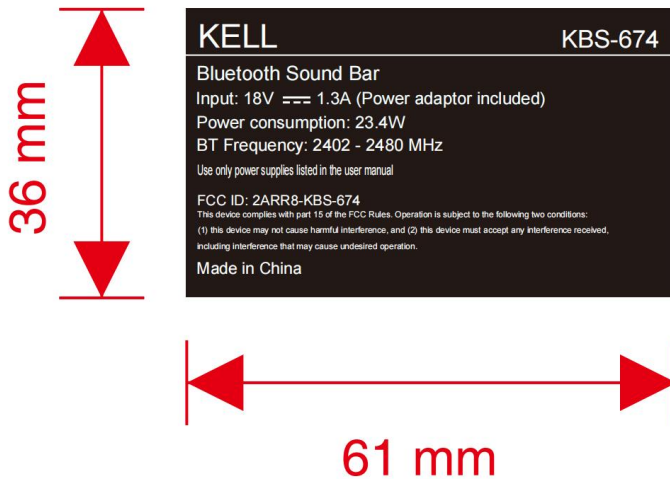 KELL
KBS-674
Bluetooth Sound Bar
Input: 18V ⎓ 1.3A (Power adaptor included)
Power consumption: 23.4W
BT Frequency: 2402 - 2480 MHz
Use only power supplies listed in the user manual
FCC ID: 2ARR8-KBS-674
This device complies with part 15 of the FCC Rules. Operation is subject to the following two conditions:
(1) this device may not cause harmful interference, and (2) this device must accept any interference received,
including interference that may cause undesired operation.
Made in China
36 mm
61 mm